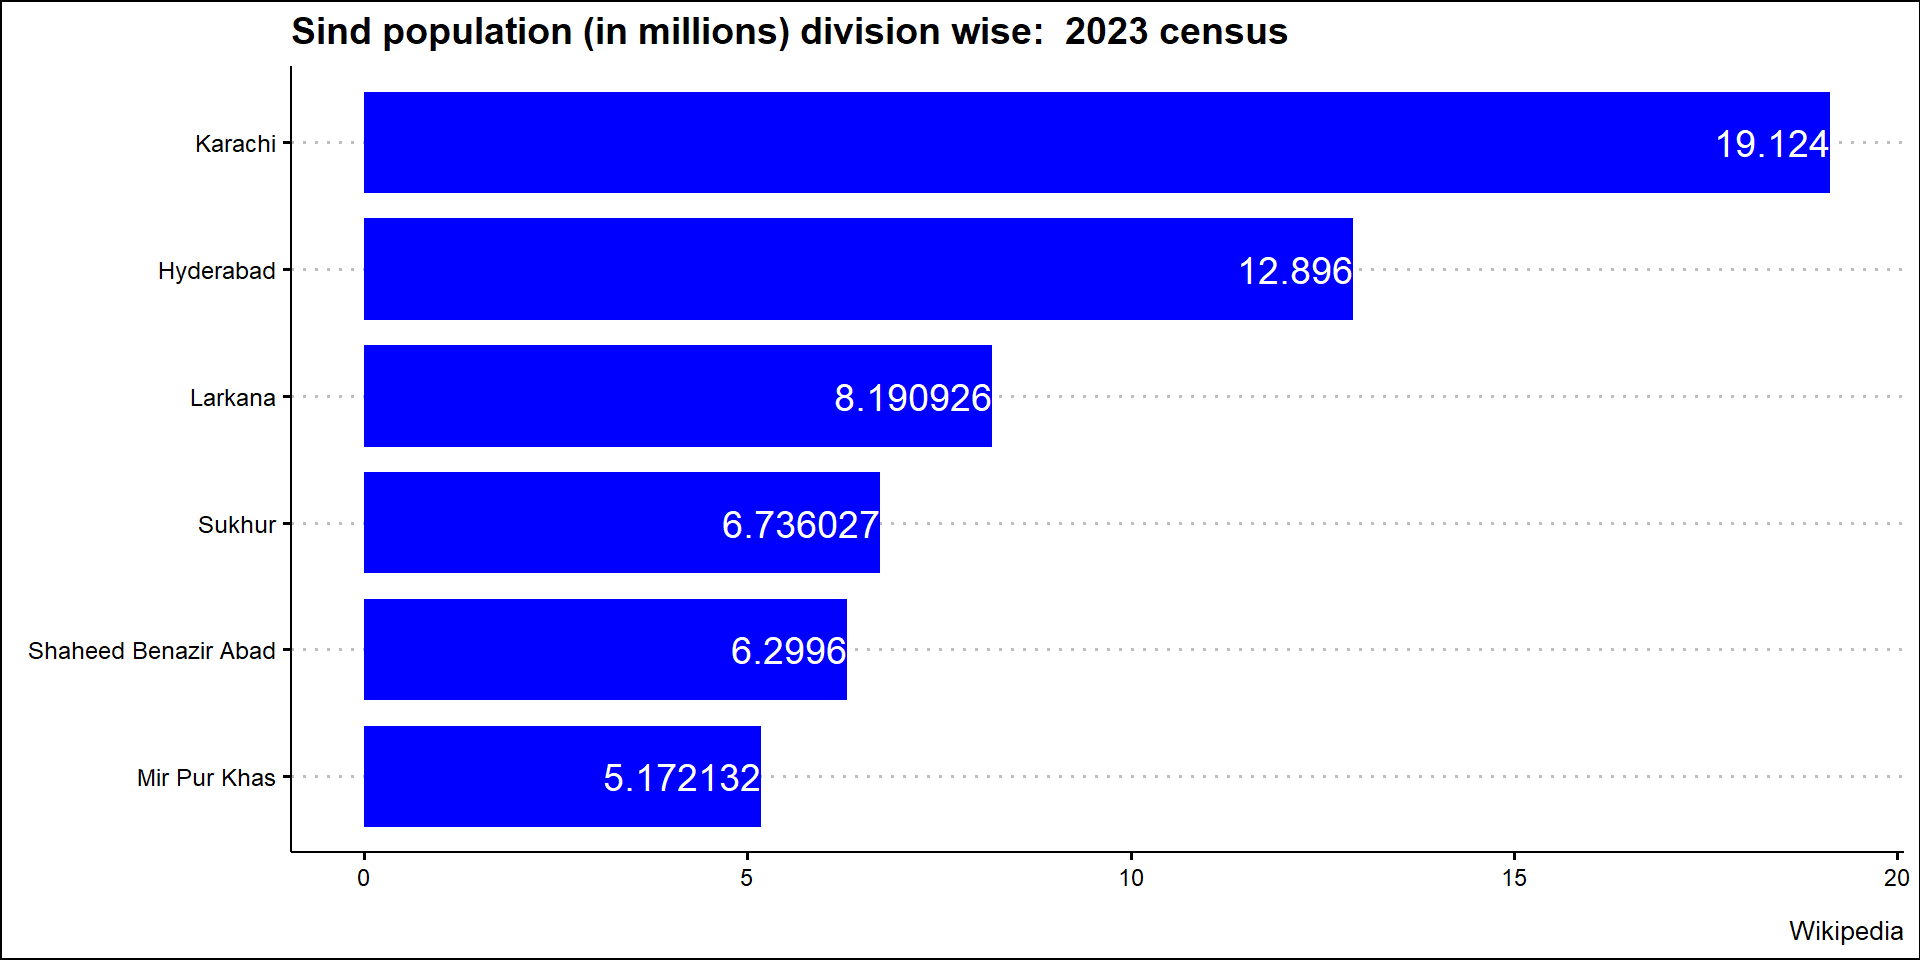 Sind population (in millions) division wise:  2023 census
Karachi 19.124
Hyderabad 12.896
Larkana 8.190926
Sukhur 6.736027
Shaheed Benazir Abad 6.2996
Mir Pur Khas 5.172132
0 5 10 15 20
Wikipedia